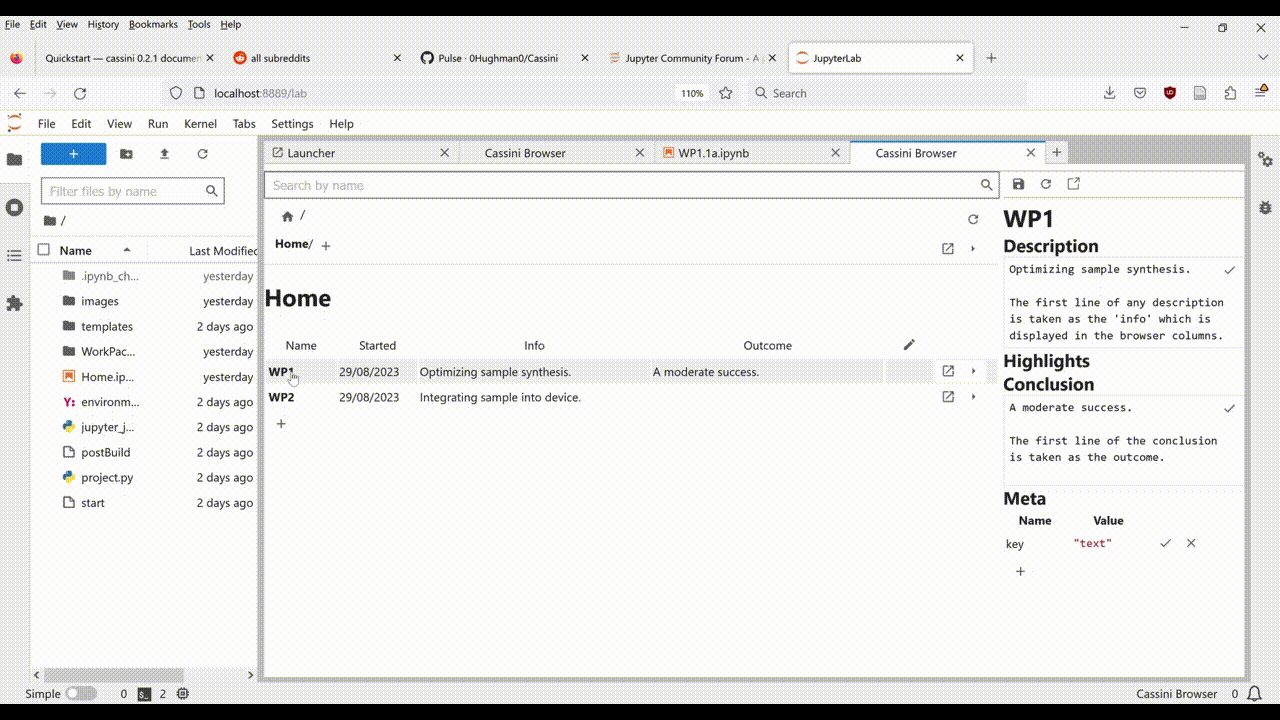 File Edit View History Bookmarks Tools Help
Quickstart — cassini 0.2.1 documen
all subreddits
Pulse · 0Hughman0/Cassini
Jupyter Community Forum - A
JupyterLab
localhost:8889/lab
110%
Search
File Edit View Run Kernel Tabs Settings Help
Launcher
Cassini Browser
WP1.1a.ipynb
Cassini Browser
Filter files by name
/
Name Last Modified
.ipynb_ch... yesterday
images yesterday
templates 2 days ago
WorkPac... yesterday
Home.ip... yesterday
Y: environm... 2 days ago
jupyter_j... 2 days ago
postBuild 2 days ago
project.py 2 days ago
start 2 days ago
Search by name
/
Home/ +
Home
Name Started Info Outcome
WP1 29/08/2023 Optimizing sample synthesis. A moderate success.
WP2 29/08/2023 Integrating sample into device.
+
WP1
Description
Optimizing sample synthesis.
The first line of any description
is taken as the 'info' which is
displayed in the browser columns.
Highlights
Conclusion
A moderate success.
The first line of the conclusion
is taken as the outcome.
Meta
Name Value
key "text"
+
Simple 0 $_ 2
Cassini Browser 0